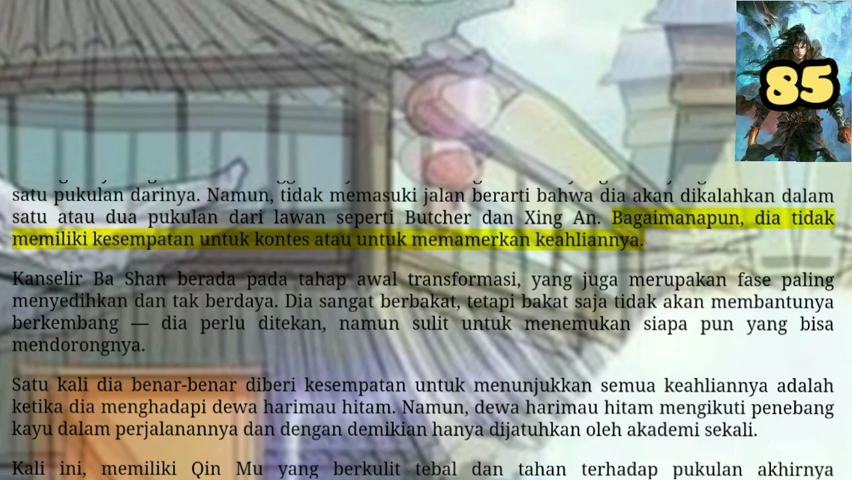 85
satu pukulan darinya. Namun, tidak memasuki jalan berarti bahwa dia akan dikalahkan dalam
satu atau dua pukulan dari lawan seperti Butcher dan Xing An. Bagaimanapun, dia tidak
memiliki kesempatan untuk kontes atau untuk memamerkan keahliannya.
Kanselir Ba Shan berada pada tahap awal transformasi, yang juga merupakan fase paling
menyedihkan dan tak berdaya. Dia sangat berbakat, tetapi bakat saja tidak akan membantunya
berkembang — dia perlu ditekan, namun sulit untuk menemukan siapa pun yang bisa
mendorongnya.
Satu kali dia benar-benar diberi kesempatan untuk menunjukkan semua keahliannya adalah
ketika dia menghadapi dewa harimau hitam. Namun, dewa harimau hitam mengikuti penebang
kayu dalam perjalanannya dan dengan demikian hanya dijatuhkan oleh akademi sekali.
Kali ini, memiliki Qin Mu yang berkulit tebal dan tahan terhadap pukulan akhirnya